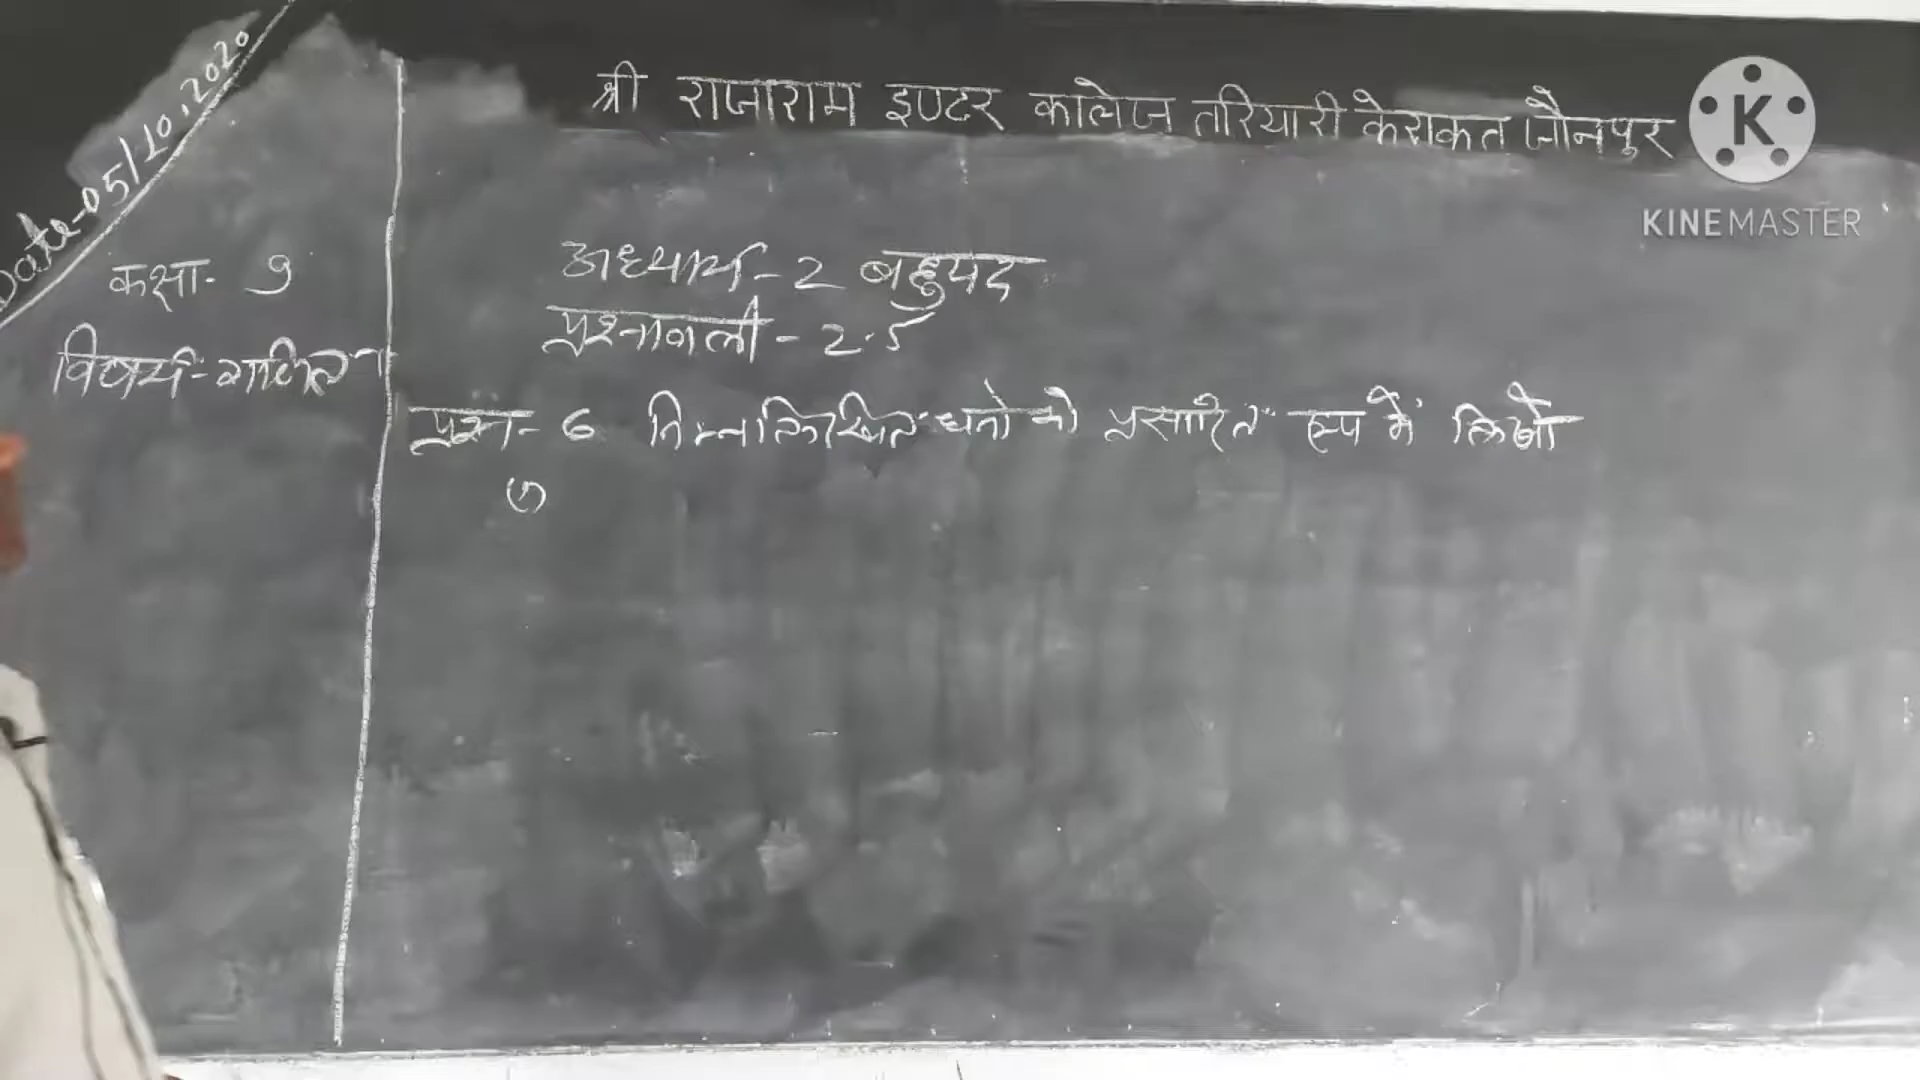 Date-05/10.2020
श्री राजाराम इण्टर कालेज तरियारी केराकत जौनपुर
K
KINEMASTER
कक्षा- 9
विषय-गणित
अध्याय-2 बहुपद
प्रश्नावली-2.5
प्रश्न-6 निम्नलिखित घनो को प्रसारित रूप में लिखो
(i)